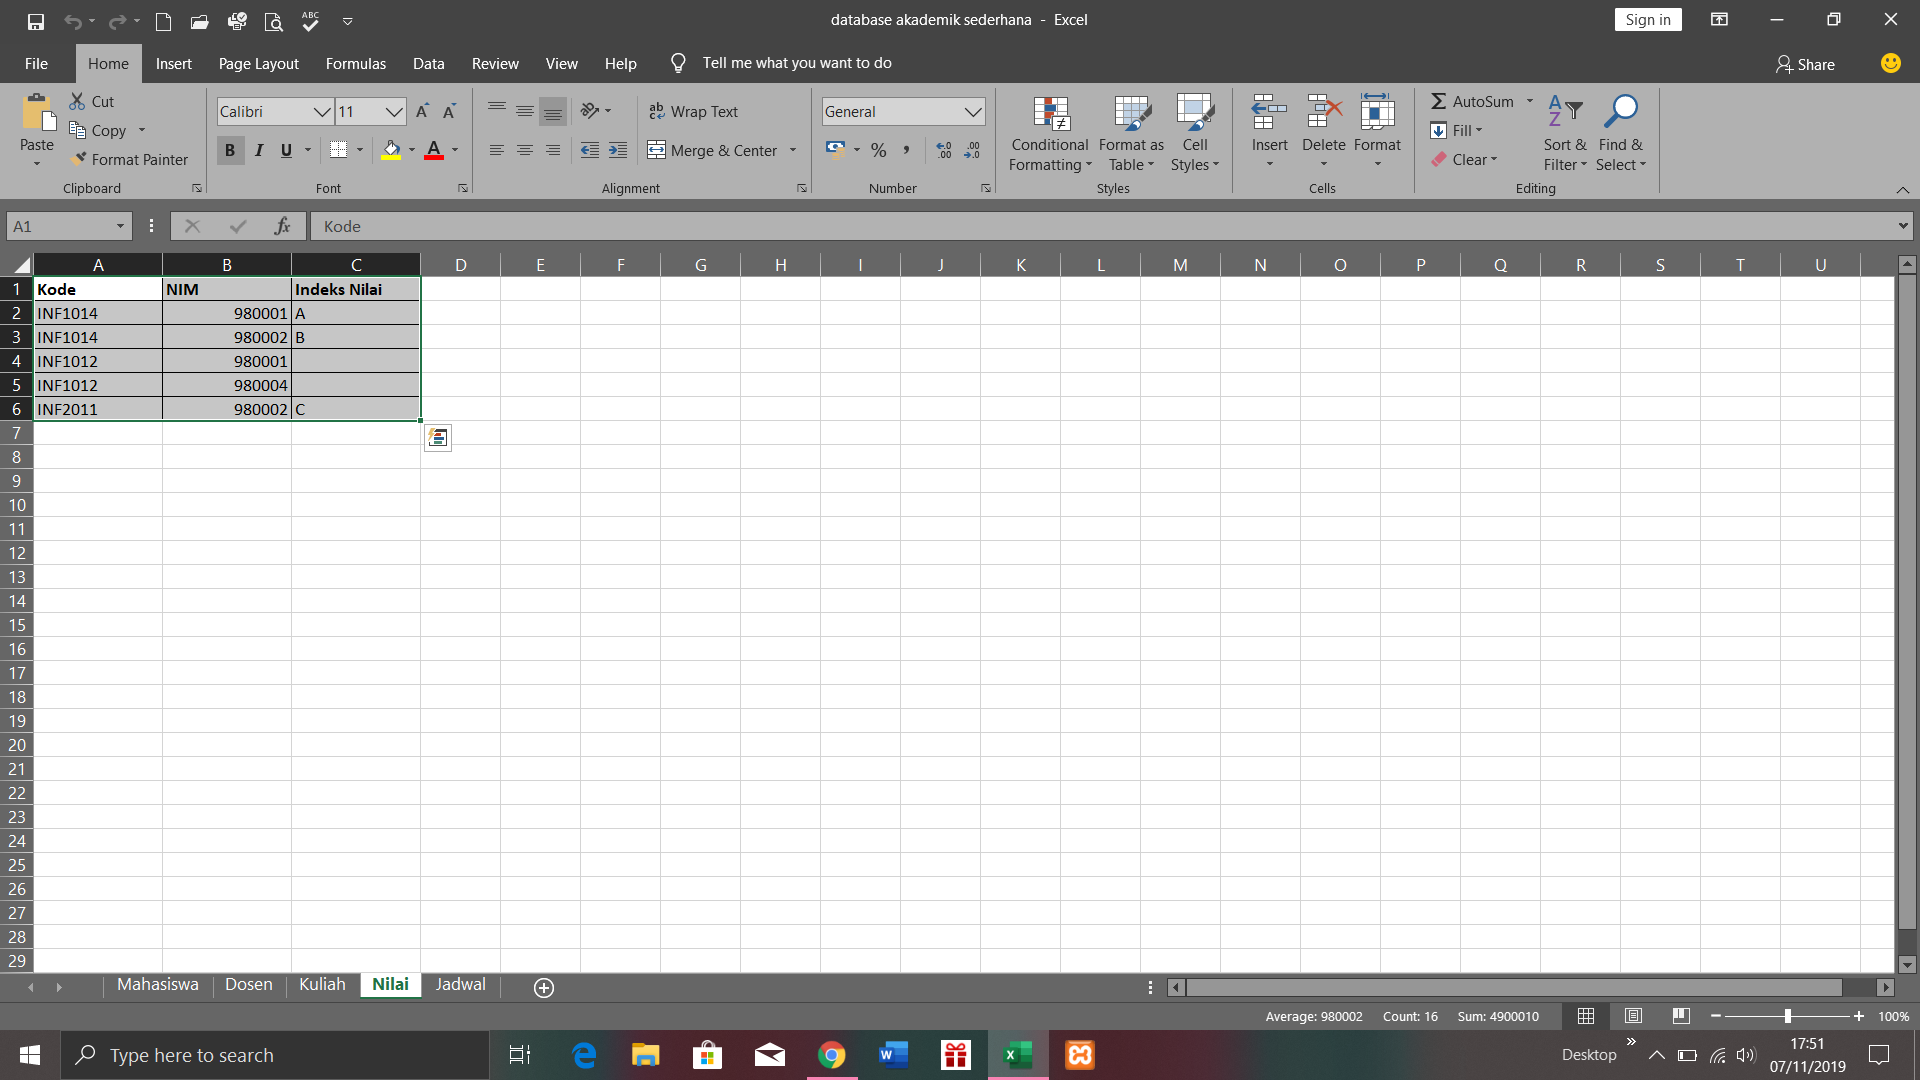 database akademik sederhana - Excel
Sign in
File Home Insert Page Layout Formulas Data Review View Help Tell me what you want to do Share
Paste Cut Copy Format Painter Clipboard
Calibri 11 B I U Font
Wrap Text Merge & Center Alignment
General % Number
Conditional Formatting Format as Table Cell Styles Styles
Insert Delete Format Cells
AutoSum Fill Clear Sort & Filter Find & Select Editing
A1 fx Kode
A B C D E F G H I J K L M N O P Q R S T U
1 Kode NIM Indeks Nilai
2 INF1014 980001 A
3 INF1014 980002 B
4 INF1012 980001
5 INF1012 980004
6 INF2011 980002 C
7
8
9
10
11
12
13
14
15
16
17
18
19
20
21
22
23
24
25
26
27
28
29
Mahasiswa Dosen Kuliah Nilai Jadwal
Average: 980002 Count: 16 Sum: 4900010 100%
Type here to search
Desktop
17:51
07/11/2019